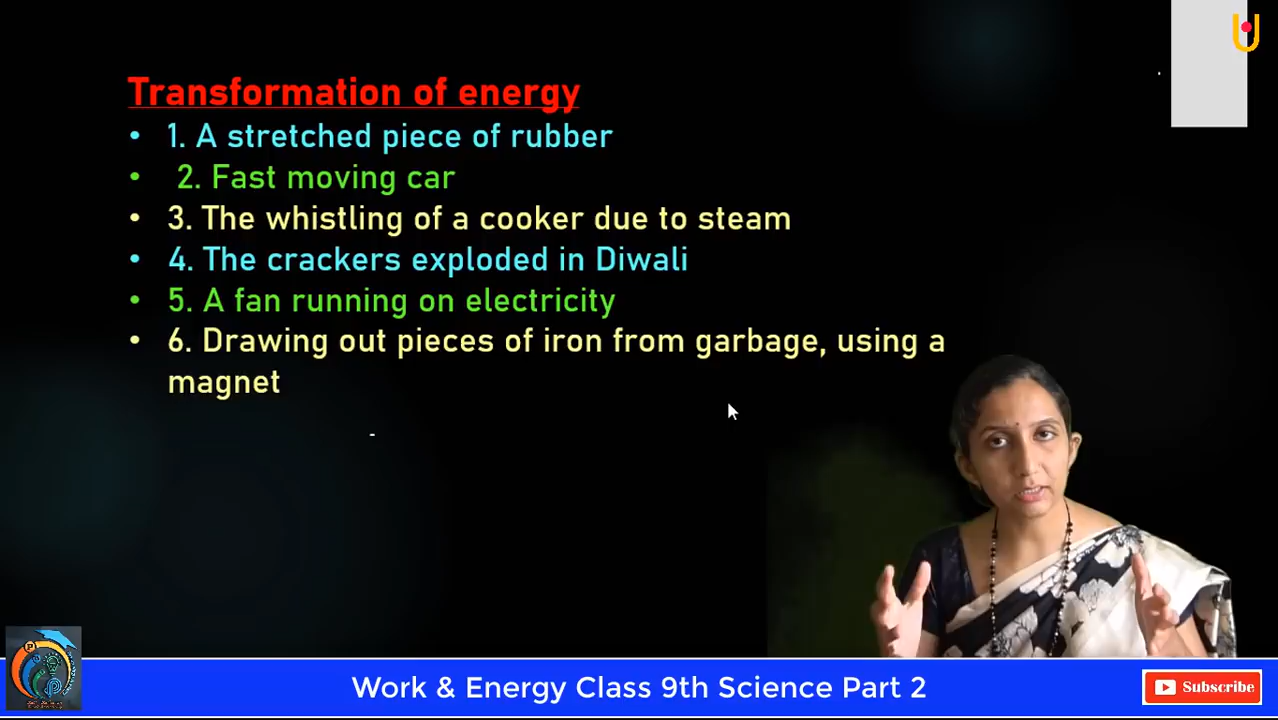 Transformation of energy
• 1. A stretched piece of rubber
• 2. Fast moving car
• 3. The whistling of a cooker due to steam
• 4. The crackers exploded in Diwali
• 5. A fan running on electricity
• 6. Drawing out pieces of iron from garbage, using a
magnet
Work & Energy Class 9th Science Part 2
Subscribe